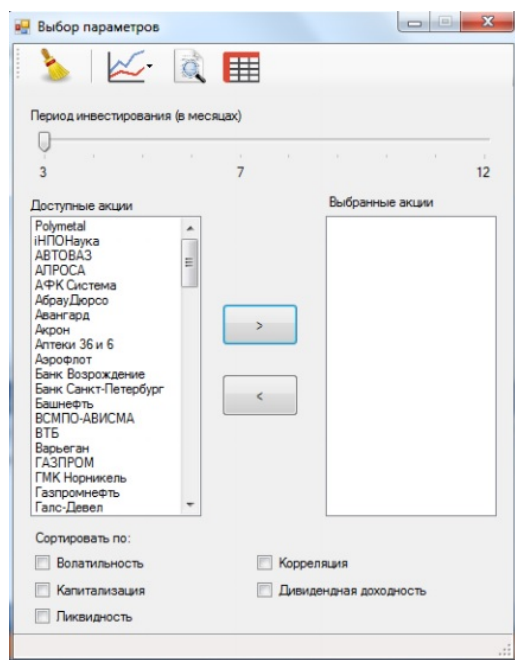 Выбор параметров
Период инвестирования (в месяцах)
3 7 12
Доступные акции
Выбранные акции
Polymetal
iНПОНаука
АВТОВАЗ
АЛРОСА
АФК Система
АбрауДюрсо
Авангард
Акрон
Аптеки 36 и 6
Аэрофлот
Банк Возрождение
Банк Санкт-Петербург
Башнефть
ВСМПО-АВИСМА
ВТБ
Варьеган
ГАЗПРОМ
ГМК Норникель
Газпромнефть
Галс-Девел
>
<
Сортировать по:
Волатильность
Корреляция
Капитализация
Дивидендная доходность
Ликвидность